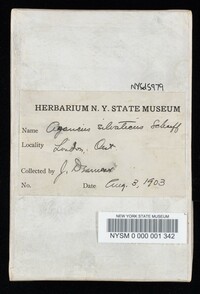 NYSd5979
HERBARIUM N. Y. STATE MUSEUM
Name Agaricus silvaticus Schaeff
Locality London, Ont
Collected by J. Dearness
No. Date Aug. 3, 1903
NEW YORK STATE MUSEUM
NYSM 0 000 001 342